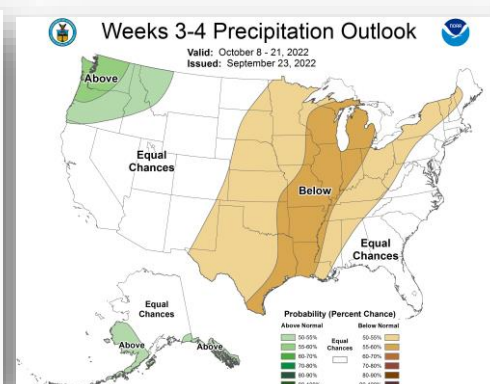 Weeks 3-4 Precipitation Outlook
Valid: October 8 - 21, 2022
Issued: September 23, 2022
NOAA
Above
Equal
Chances
Below
Equal
Chances
Equal
Chances
Above
Above
Probability (Percent Chance)
Above Normal
Equal
Chances
Below Normal
50-55%
50-55%
55-60%
55-60%
60-70%
60-70%
70-80%
70-80%
80-90%
80-90%